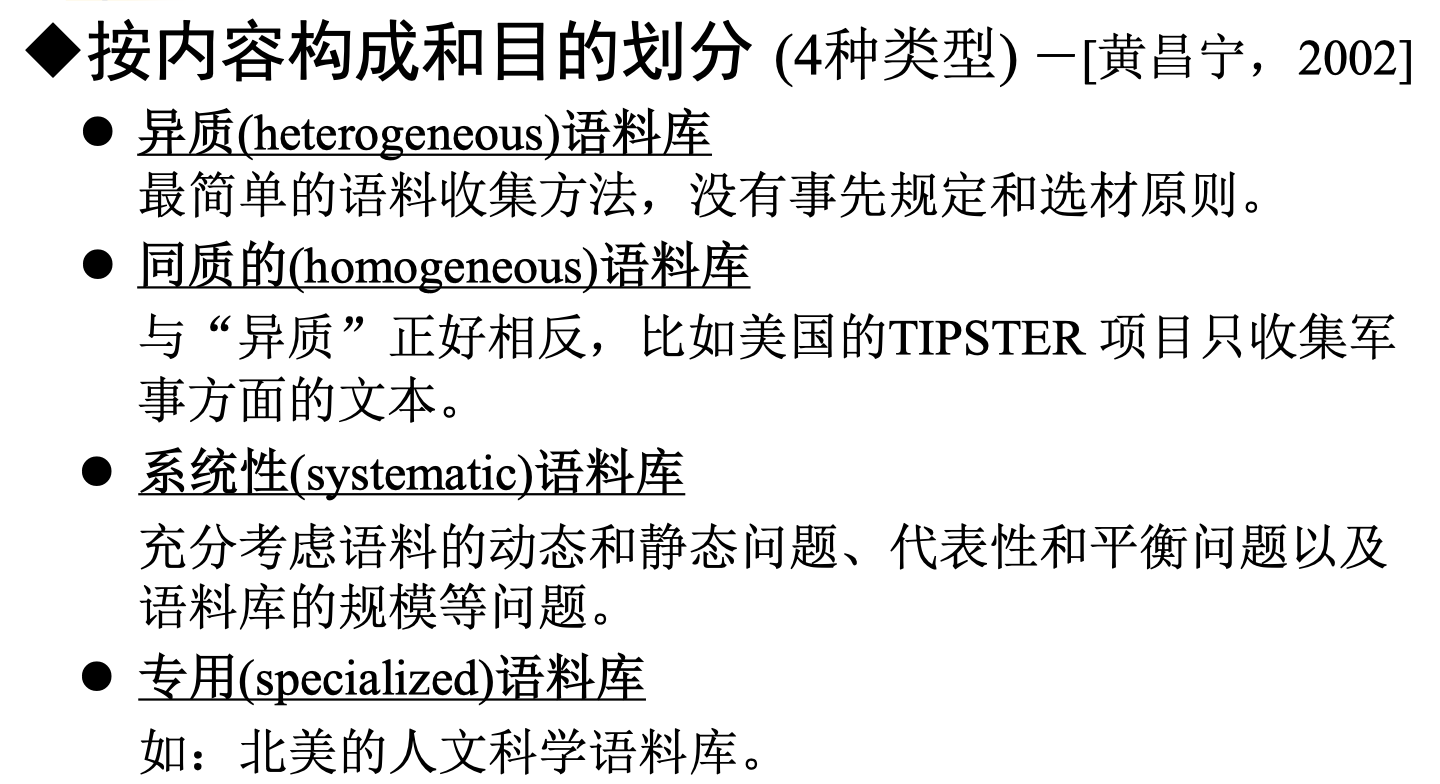 ◆按内容构成和目的划分 (4种类型) －[黄昌宁，2002]
● 异质(heterogeneous)语料库
最简单的语料收集方法，没有事先规定和选材原则。
● 同质的(homogeneous)语料库
与“异质”正好相反，比如美国的TIPSTER 项目只收集军
事方面的文本。
● 系统性(systematic)语料库
充分考虑语料的动态和静态问题、代表性和平衡问题以及
语料库的规模等问题。
● 专用(specialized)语料库
如：北美的人文科学语料库。